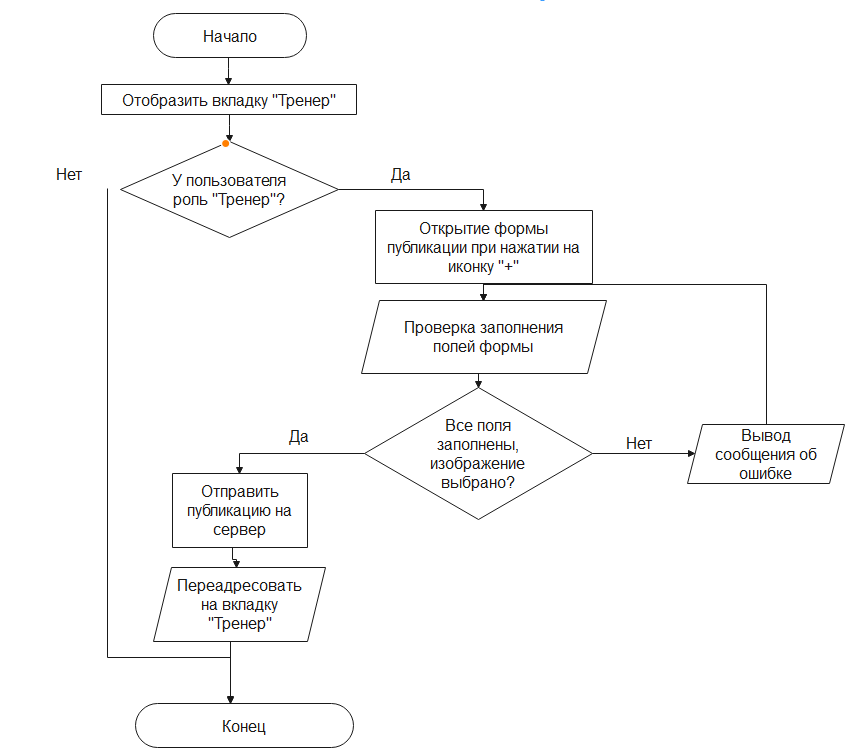 Начало
Отобразить вкладку "Тренер"
Нет
Да
У пользователя
роль "Тренер"?
Открытие формы
публикации при нажатии на
иконку "+"
Проверка заполнения
полей формы
Да
Все поля
заполнены,
изображение
выбрано?
Нет
Вывод
сообщения об
ошибке
Отправить
публикацию на
сервер
Переадресовать
на вкладку
"Тренер"
Конец